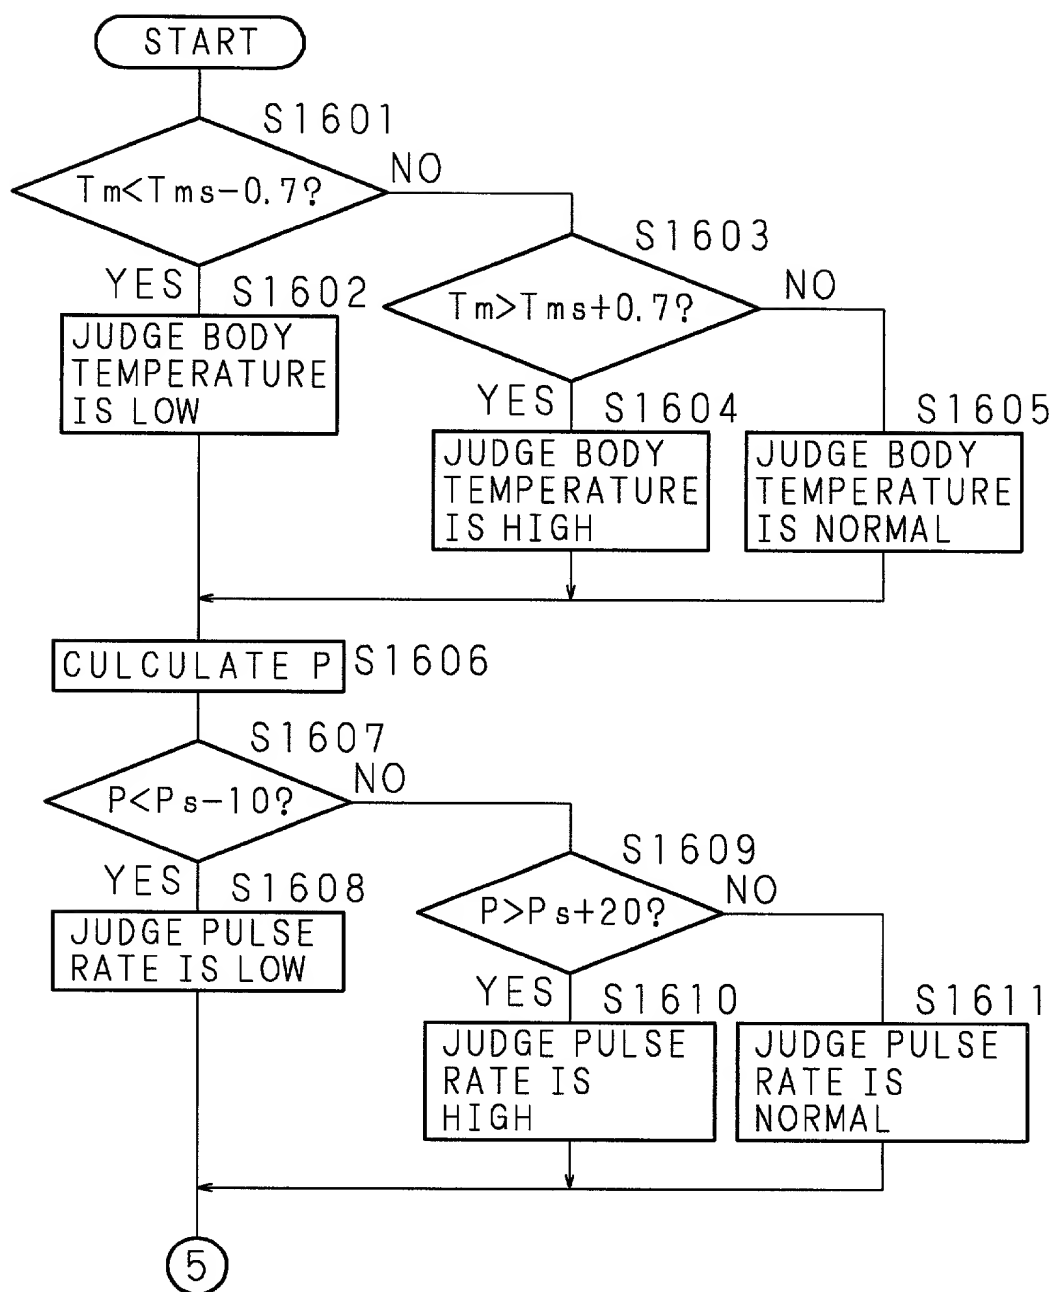 START
S1601
Tm<Tms-0.7?
NO
YES
S1602
JUDGE BODY
TEMPERATURE
IS LOW
S1603
Tm>Tms+0.7?
NO
YES
S1604
JUDGE BODY
TEMPERATURE
IS HIGH
S1605
JUDGE BODY
TEMPERATURE
IS NORMAL
CULCULATE P
S1606
S1607
P<Ps-10?
NO
YES
S1608
JUDGE PULSE
RATE IS LOW
S1609
P>Ps+20?
NO
YES
S1610
JUDGE PULSE
RATE IS
HIGH
S1611
JUDGE PULSE
RATE IS
NORMAL
5